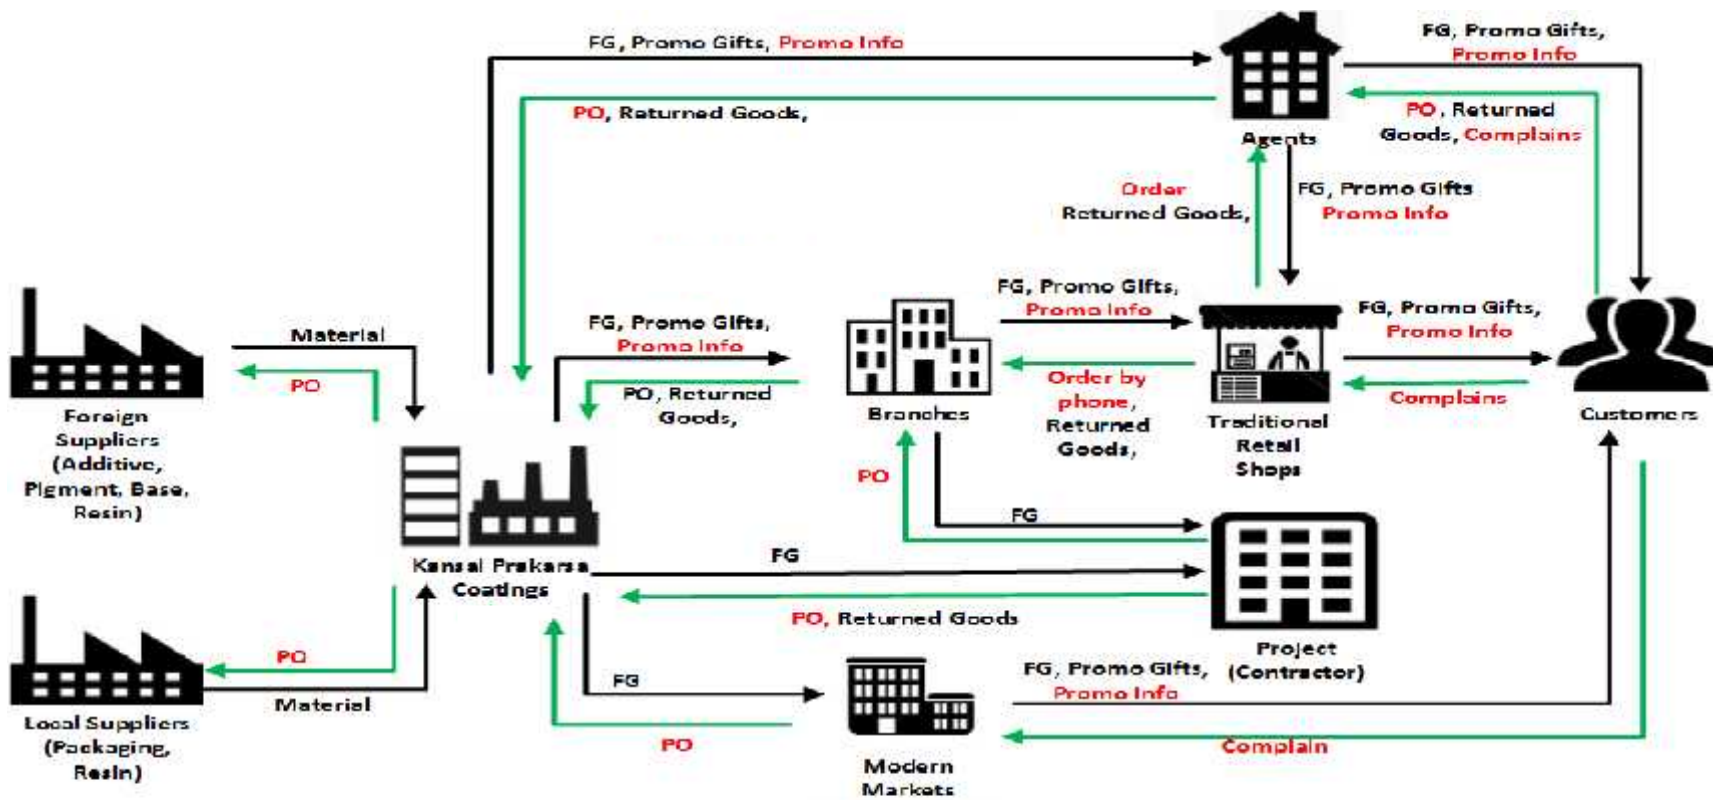 FG, Promo Gifts, Promo Info
FG, Promo Gifts,
Promo Info
PO, Returned Goods,
PO, Returned
Goods, Complains
Agents
Order
Returned Goods,
FG, Promo Gifts
Promo Info
Material
PO
Foreign
Suppliers
(Additive,
Pigment, Base,
Resin)
FG, Promo Gifts,
Promo Info
PO, Returned
Goods,
Branches
FG, Promo Gifts,
Promo Info
Order by
phone,
Returned
Goods,
Traditional
Retail
Shops
FG, Promo Gifts,
Promo Info
Complains
Customers
PO
FG
Kansai Prakarsa
Coatings
FG
PO, Returned Goods
Project
(Contractor)
PO
Material
Local Suppliers
(Packaging,
Resin)
FG
PO
Modern
Markets
FG, Promo Gifts,
Promo Info
Complain